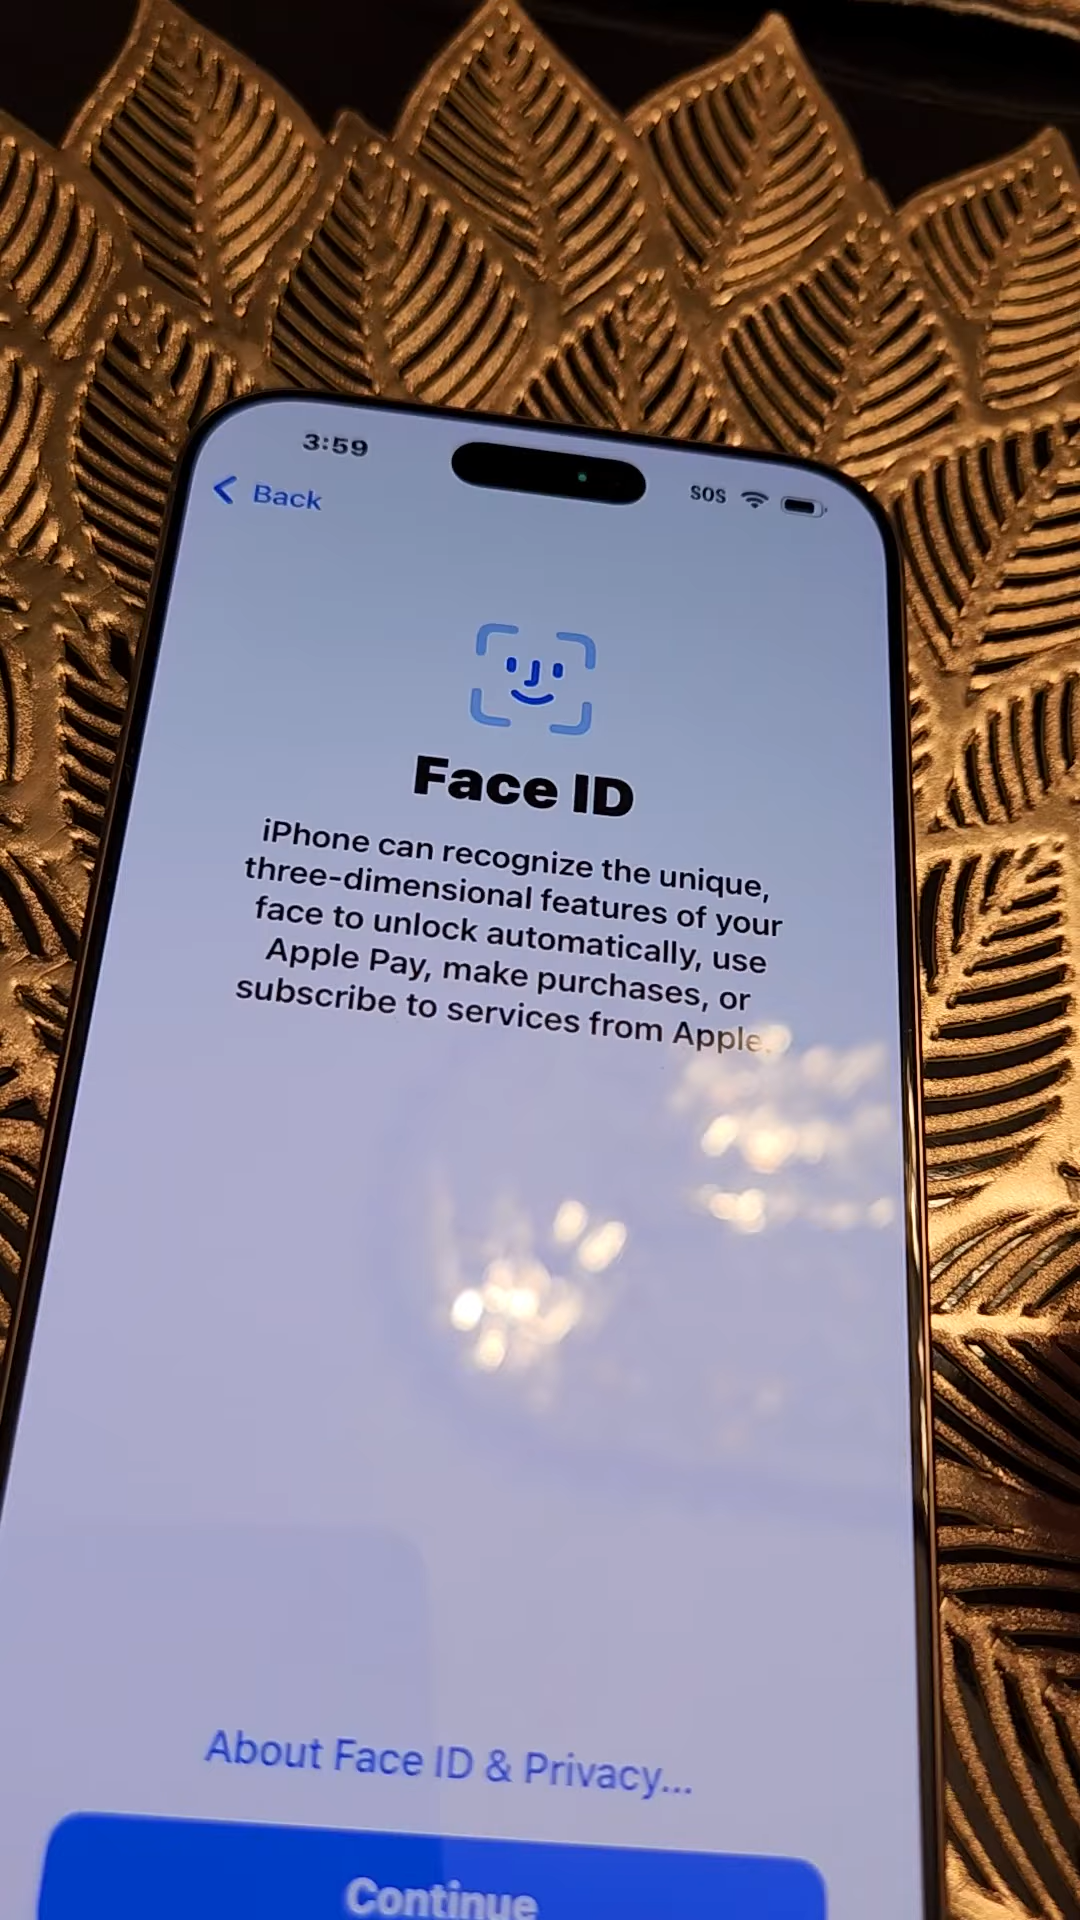 3:59
SOS
Back
Face ID
iPhone can recognize the unique,
three-dimensional features of your
face to unlock automatically, use
Apple Pay, make purchases, or
subscribe to services from Apple.
About Face ID & Privacy...
Continue